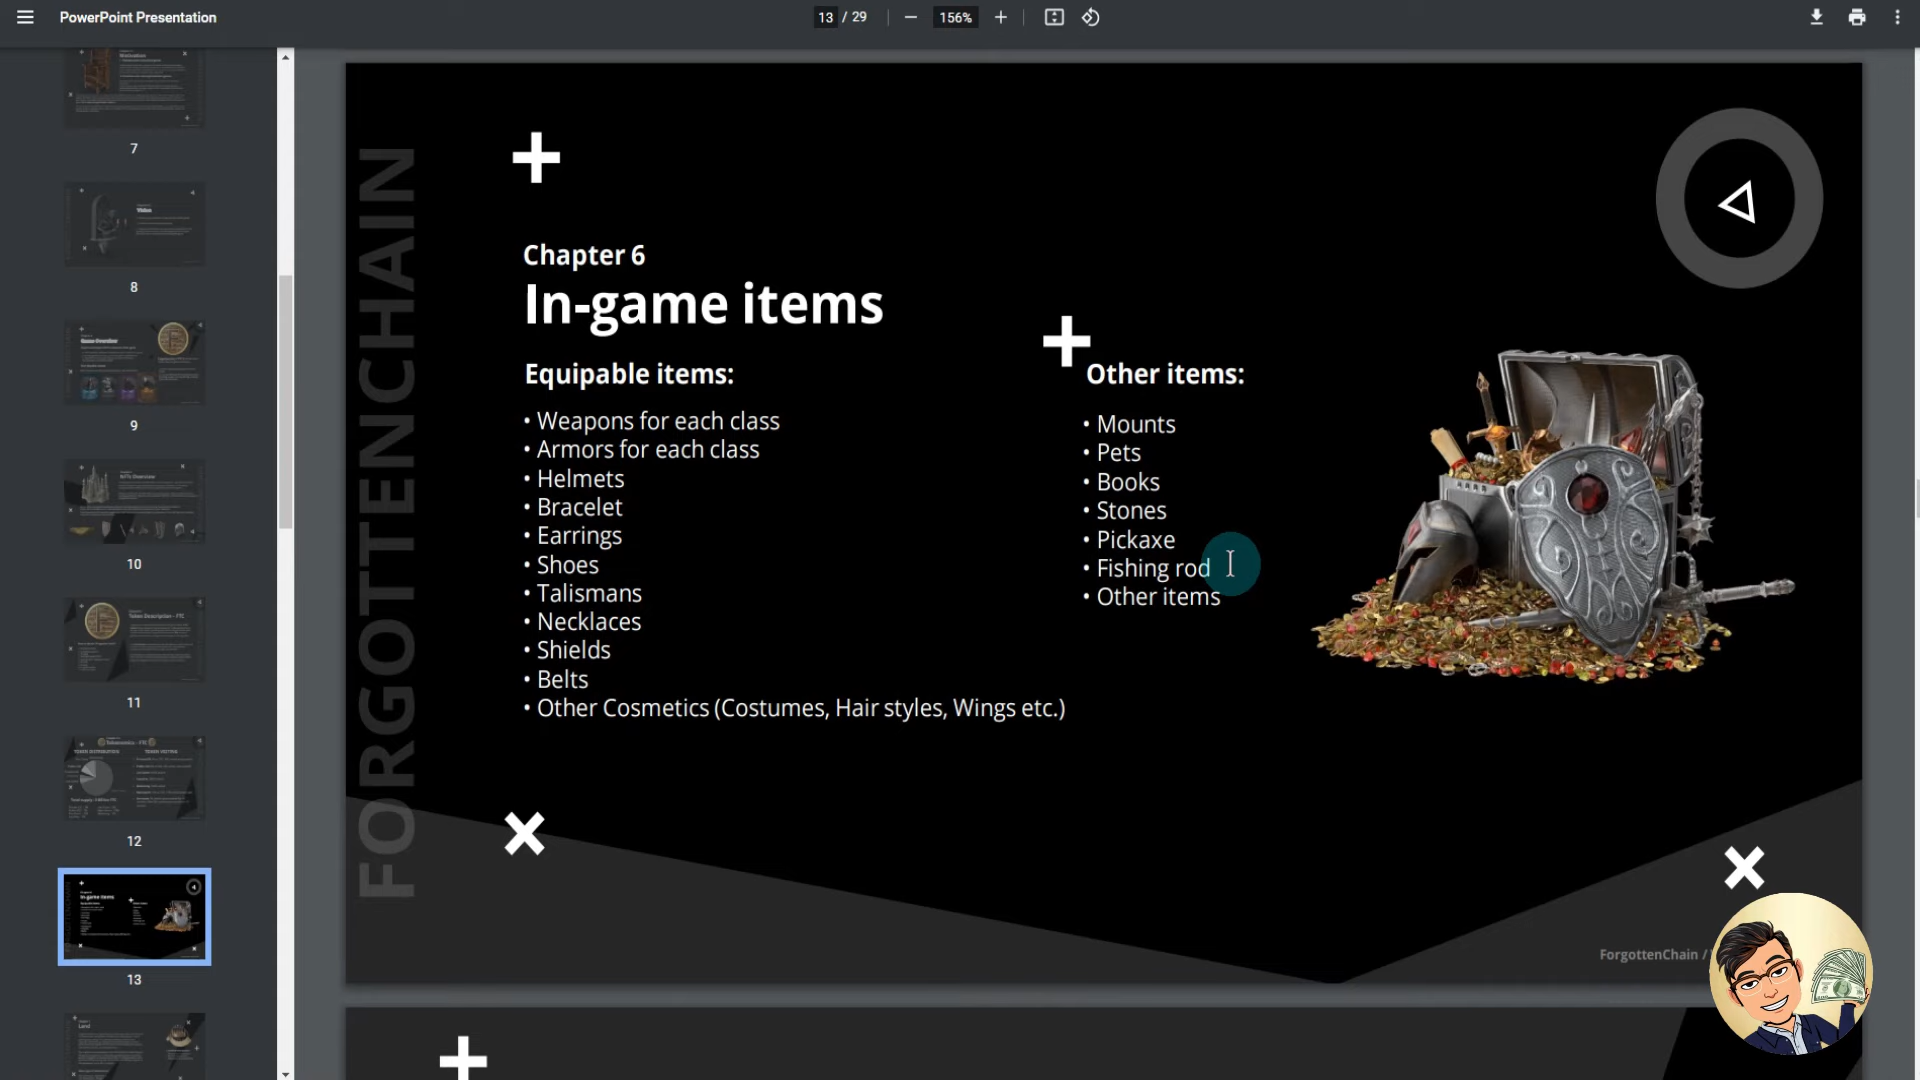 PowerPoint Presentation
13 / 29
156%
7
8
9
10
11
12
13
FORGOTTENCHAIN
Chapter 6
In-game items
Equipable items:
• Weapons for each class
• Armors for each class
• Helmets
• Bracelet
• Earrings
• Shoes
• Talismans
• Necklaces
• Shields
• Belts
• Other Cosmetics (Costumes, Hair styles, Wings etc.)
Other items:
• Mounts
• Pets
• Books
• Stones
• Pickaxe
• Fishing rod
• Other items
ForgottenChain /